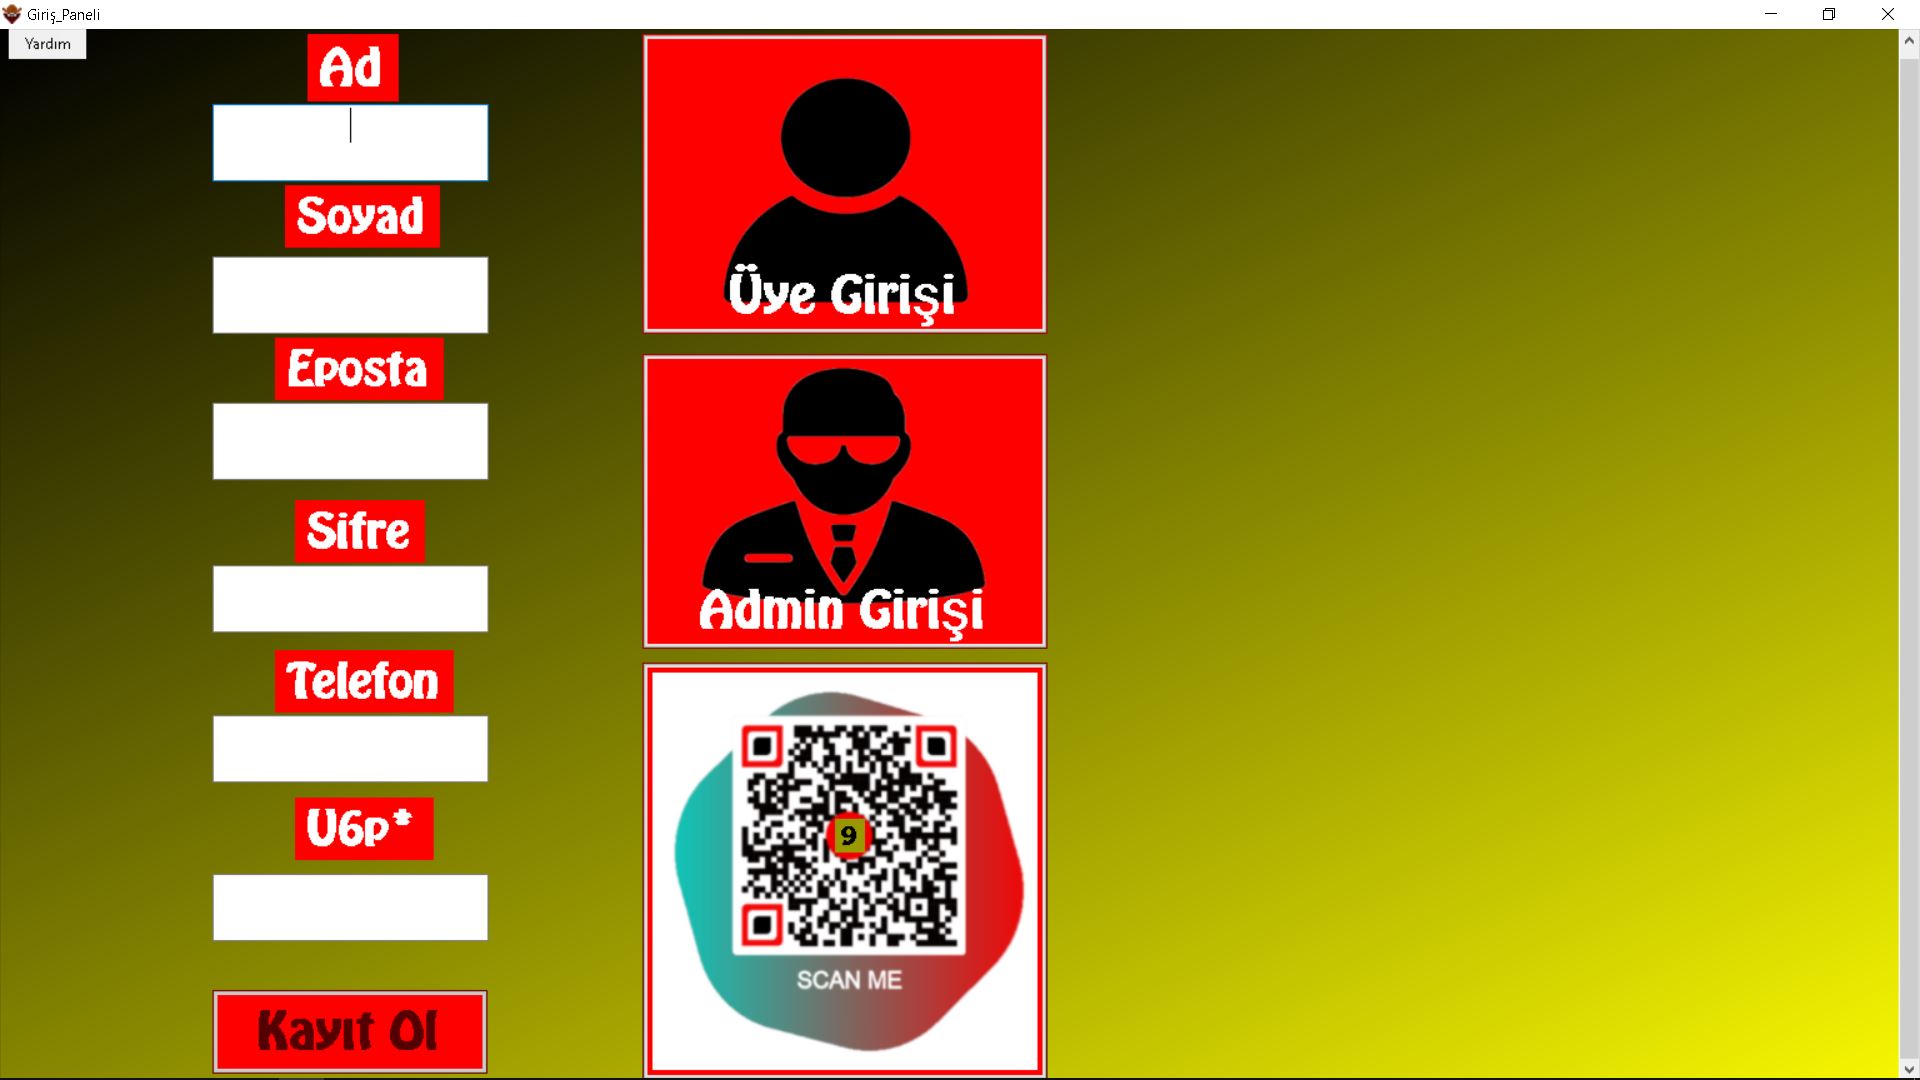 Giriş_Paneli
Yardım
Ad
Soyad
Eposta
Sifre
Telefon
U6p*
Kayıt Ol
Üye Girişi
Admin Girişi
9
SCAN ME